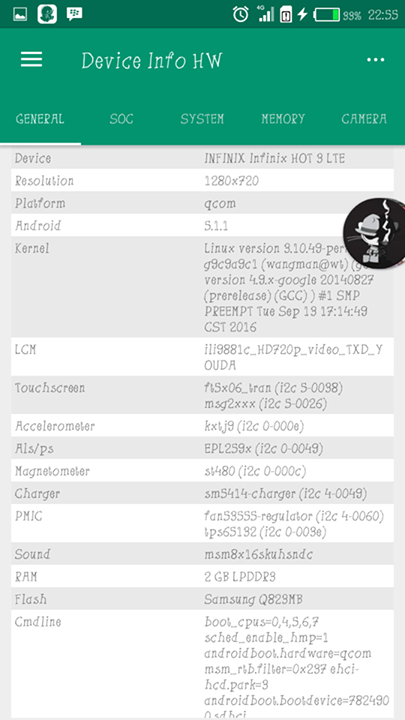 4G
99% 22:55
Device Info HW
GENERAL SOC SYSTEM MEMORY CAMERA
Device INFINIX Infinix HOT 3 LTE
Resolution 1280x720
Platform qcom
Android 5.1.1
Kernel Linux version 3.10.49-per
g9c9a9c1 (wangman@wt)
version 4.9.x-google 20140827
(prerelease) (GCC) ) #1 SMP
PREEMPT Tue Sep 13 17:14:49
CST 2016
LCM ili9881c_HD720p_video_TXD_Y
OUDA
Touchscreen ft5x06_tran (i2c 5-0038)
msg2xxx (i2c 5-0026)
Accelerometer kxtj9 (i2c 0-000e)
Als/ps EPL259x (i2c 0-0049)
Magnetometer st480 (i2c 0-000c)
Charger sm5414-charger (i2c 4-0049)
PMIC fan53555-regulator (i2c 4-0060)
tps65132 (i2c 0-003e)
Sound msm8x16skuhsndc
RAM 2 GB LPDDR3
Flash Samsung Q823MB
Cmdline boot_cpus=0,4,5,6,7
sched_enable_hmp=1
androidboot.hardware=qcom
msm_rtb.filter=0x237 ehci-
hcd.park=3
androidboot.bootdevice=782490
0.sdhci